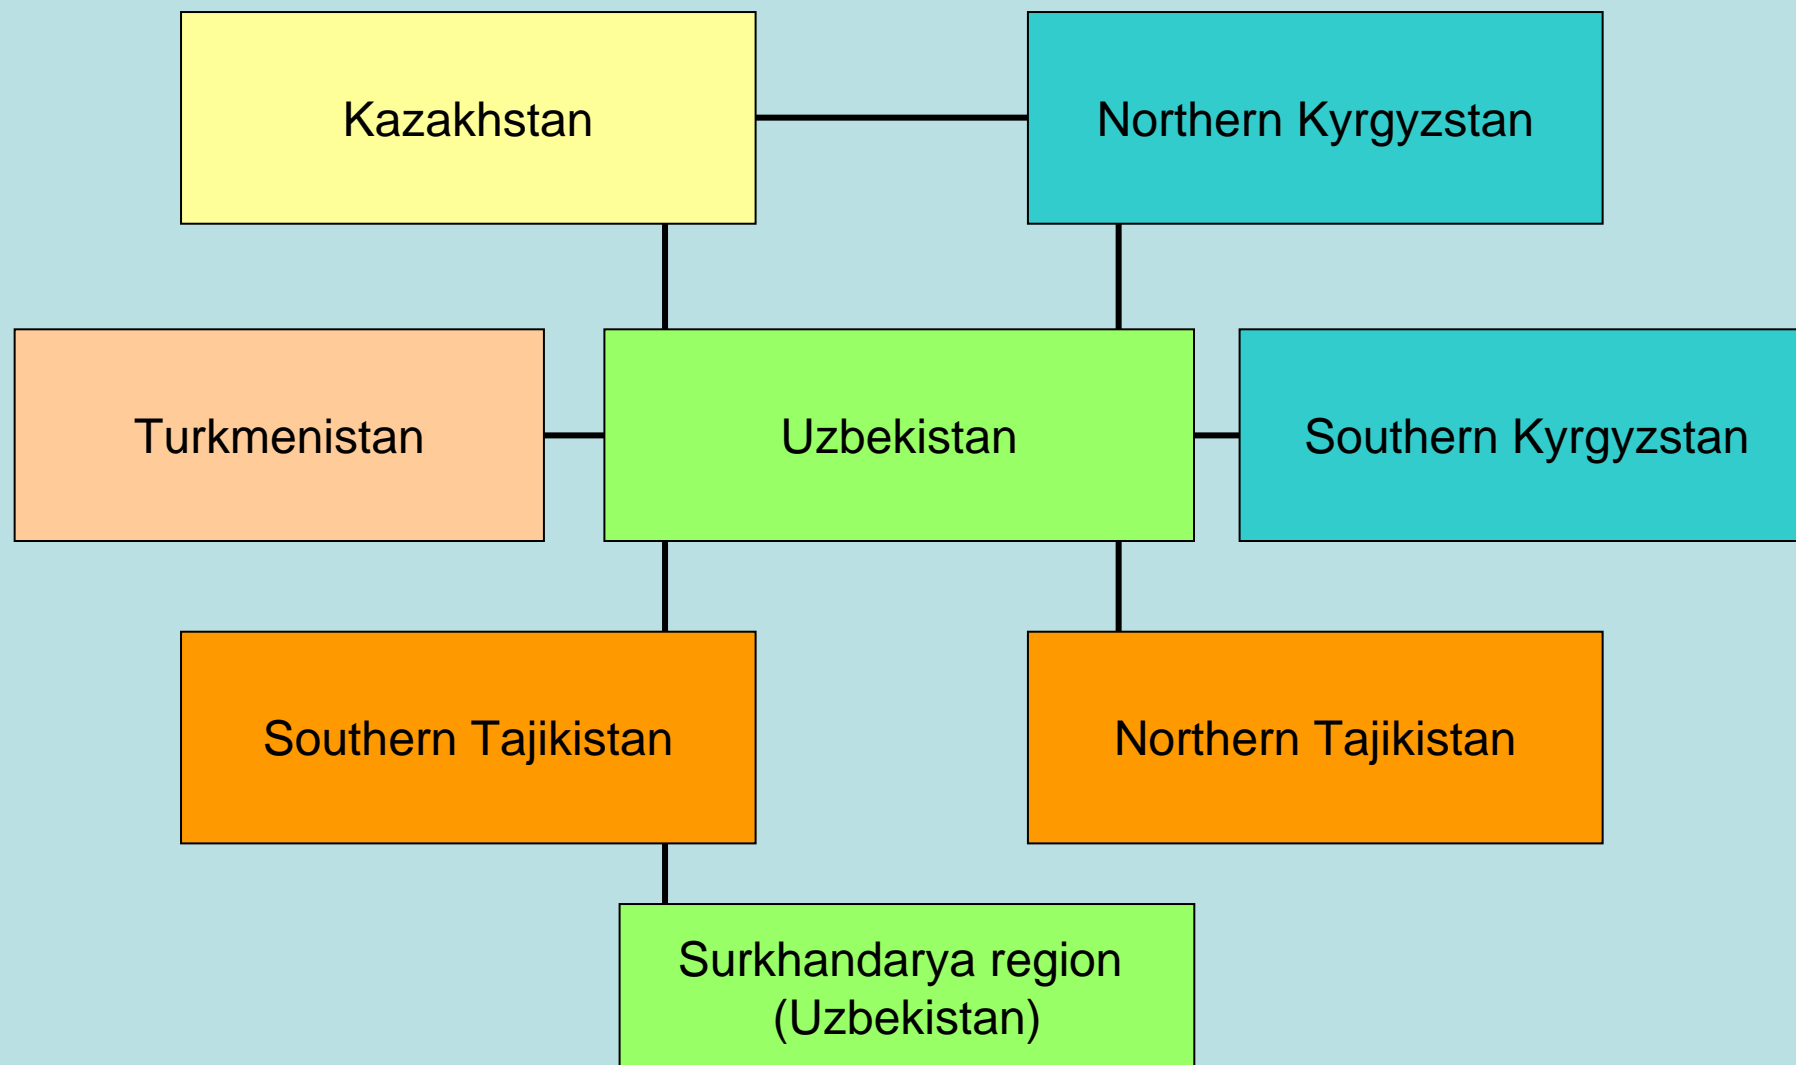 Kazakhstan
Northern Kyrgyzstan
Turkmenistan
Uzbekistan
Southern Kyrgyzstan
Southern Tajikistan
Northern Tajikistan
Surkhandarya region
(Uzbekistan)